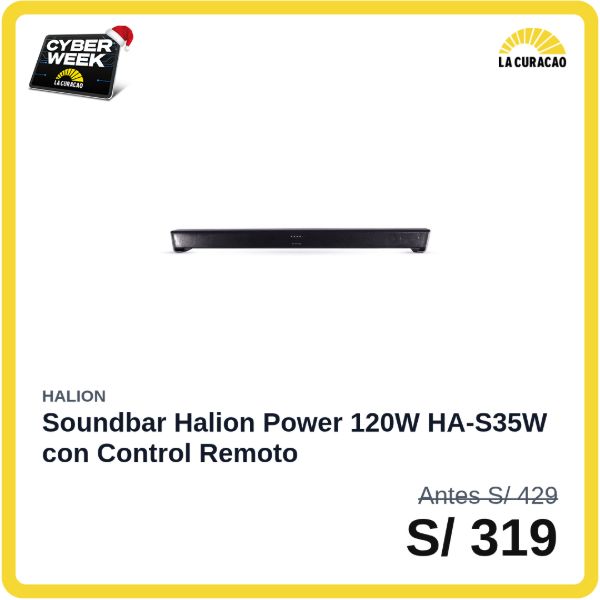 CYBER
WEEK
LA CURACAO
LA CURACAO
HALION
Soundbar Halion Power 120W HA-S35W
con Control Remoto
Antes S/ 429
S/ 319